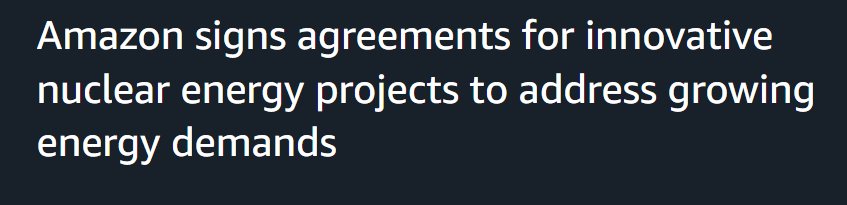 Amazon signs agreements for innovative
nuclear energy projects to address growing
energy demands